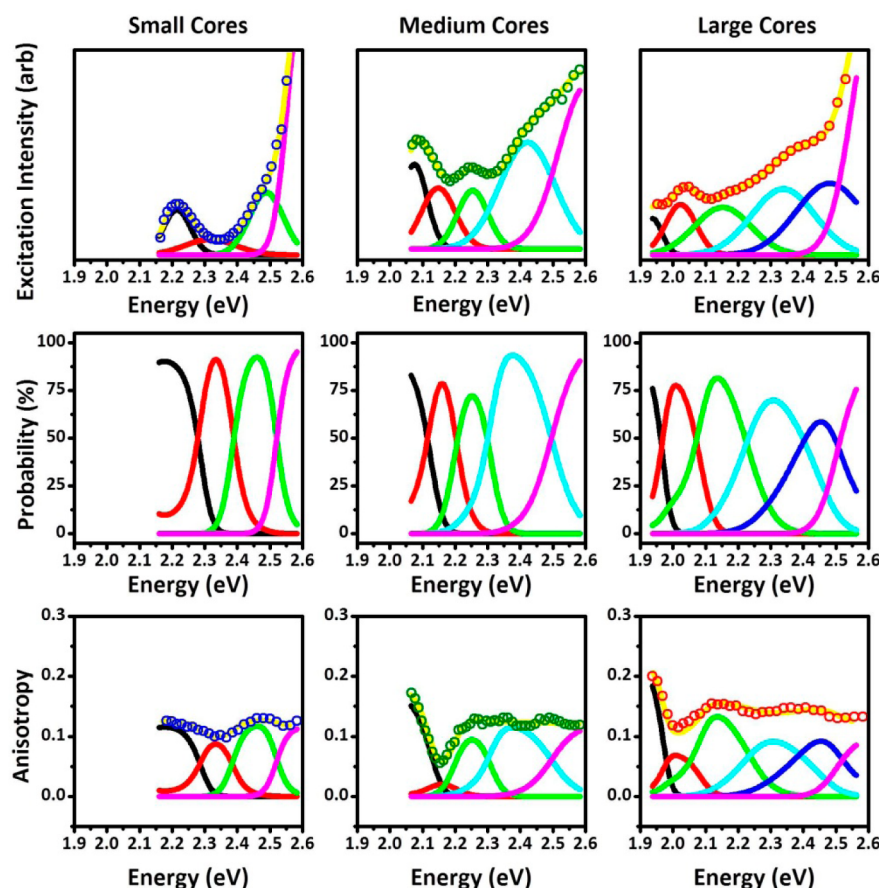 Small Cores
Medium Cores
Large Cores
Excitation Intensity (arb)
1.9 2.0 2.1 2.2 2.3 2.4 2.5 2.6
1.9 2.0 2.1 2.2 2.3 2.4 2.5 2.6
1.9 2.0 2.1 2.2 2.3 2.4 2.5 2.6
Energy (eV)
Energy (eV)
Energy (eV)
Probability (%)
100
75
50
25
0
100
75
50
25
0
100
75
50
25
0
1.9 2.0 2.1 2.2 2.3 2.4 2.5 2.6
1.9 2.0 2.1 2.2 2.3 2.4 2.5 2.6
1.9 2.0 2.1 2.2 2.3 2.4 2.5 2.6
Energy (eV)
Energy (eV)
Energy (eV)
Anisotropy
0.3
0.2
0.1
0.0
0.3
0.2
0.1
0.0
0.3
0.2
0.1
0.0
1.9 2.0 2.1 2.2 2.3 2.4 2.5 2.6
1.9 2.0 2.1 2.2 2.3 2.4 2.5 2.6
1.9 2.0 2.1 2.2 2.3 2.4 2.5 2.6
Energy (eV)
Energy (eV)
Energy (eV)